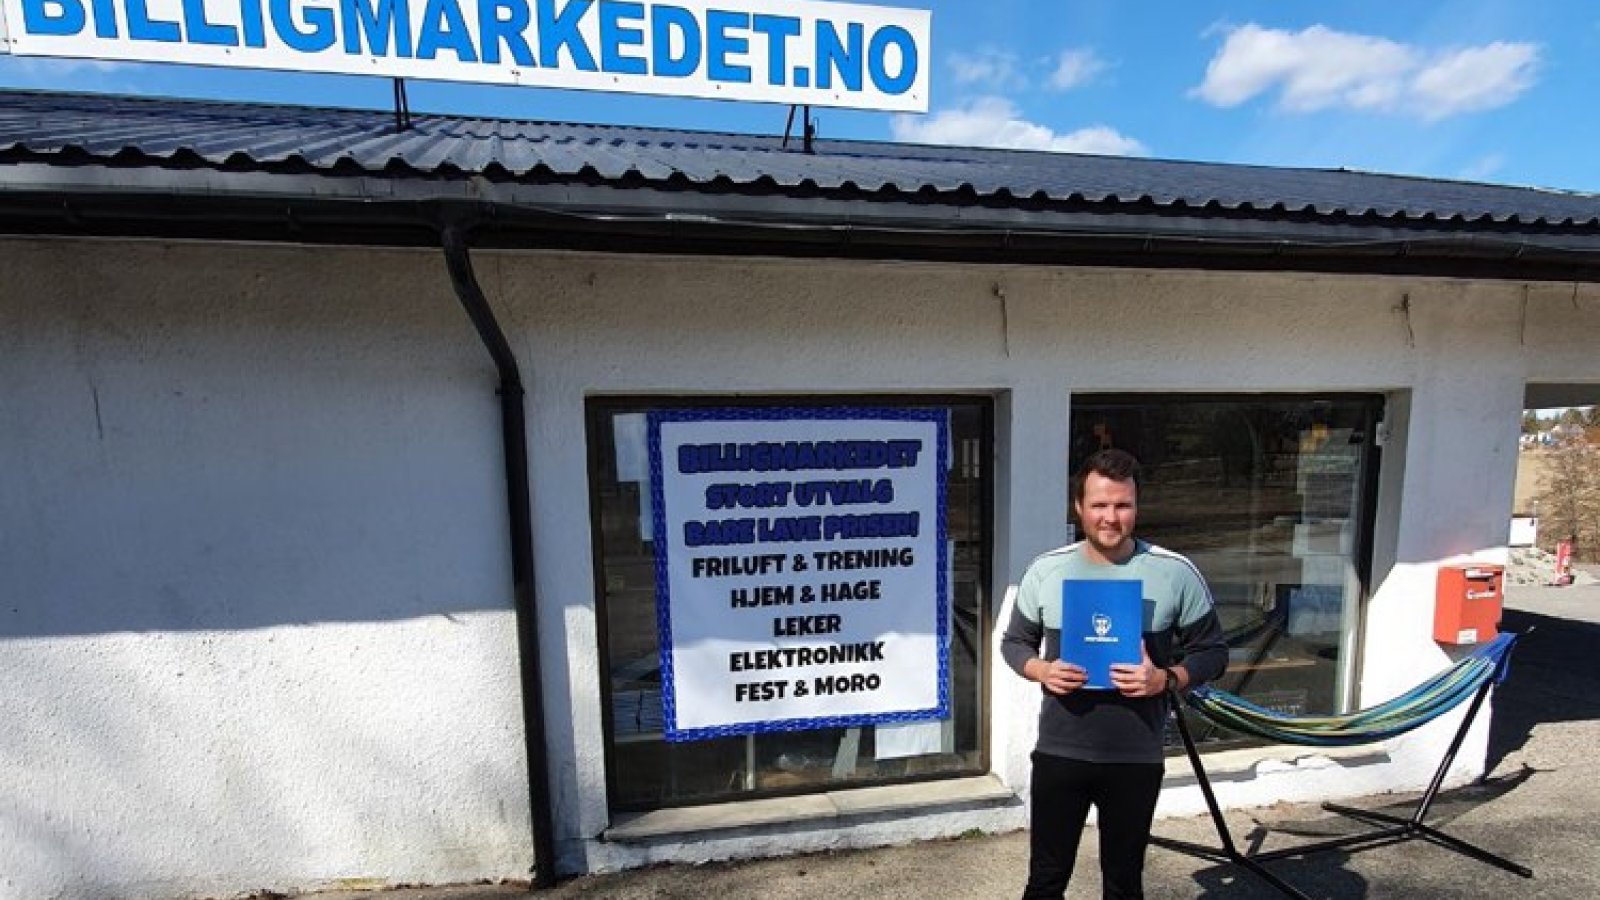 BILLIGMARKEDET.NO
BILLIGMARKEDET
STORT UTVALG
BARE LAVE PRISER!
FRILUFT & TRENING
HJEM & HAGE
LEKER
ELEKTRONIKK
FEST & MORO